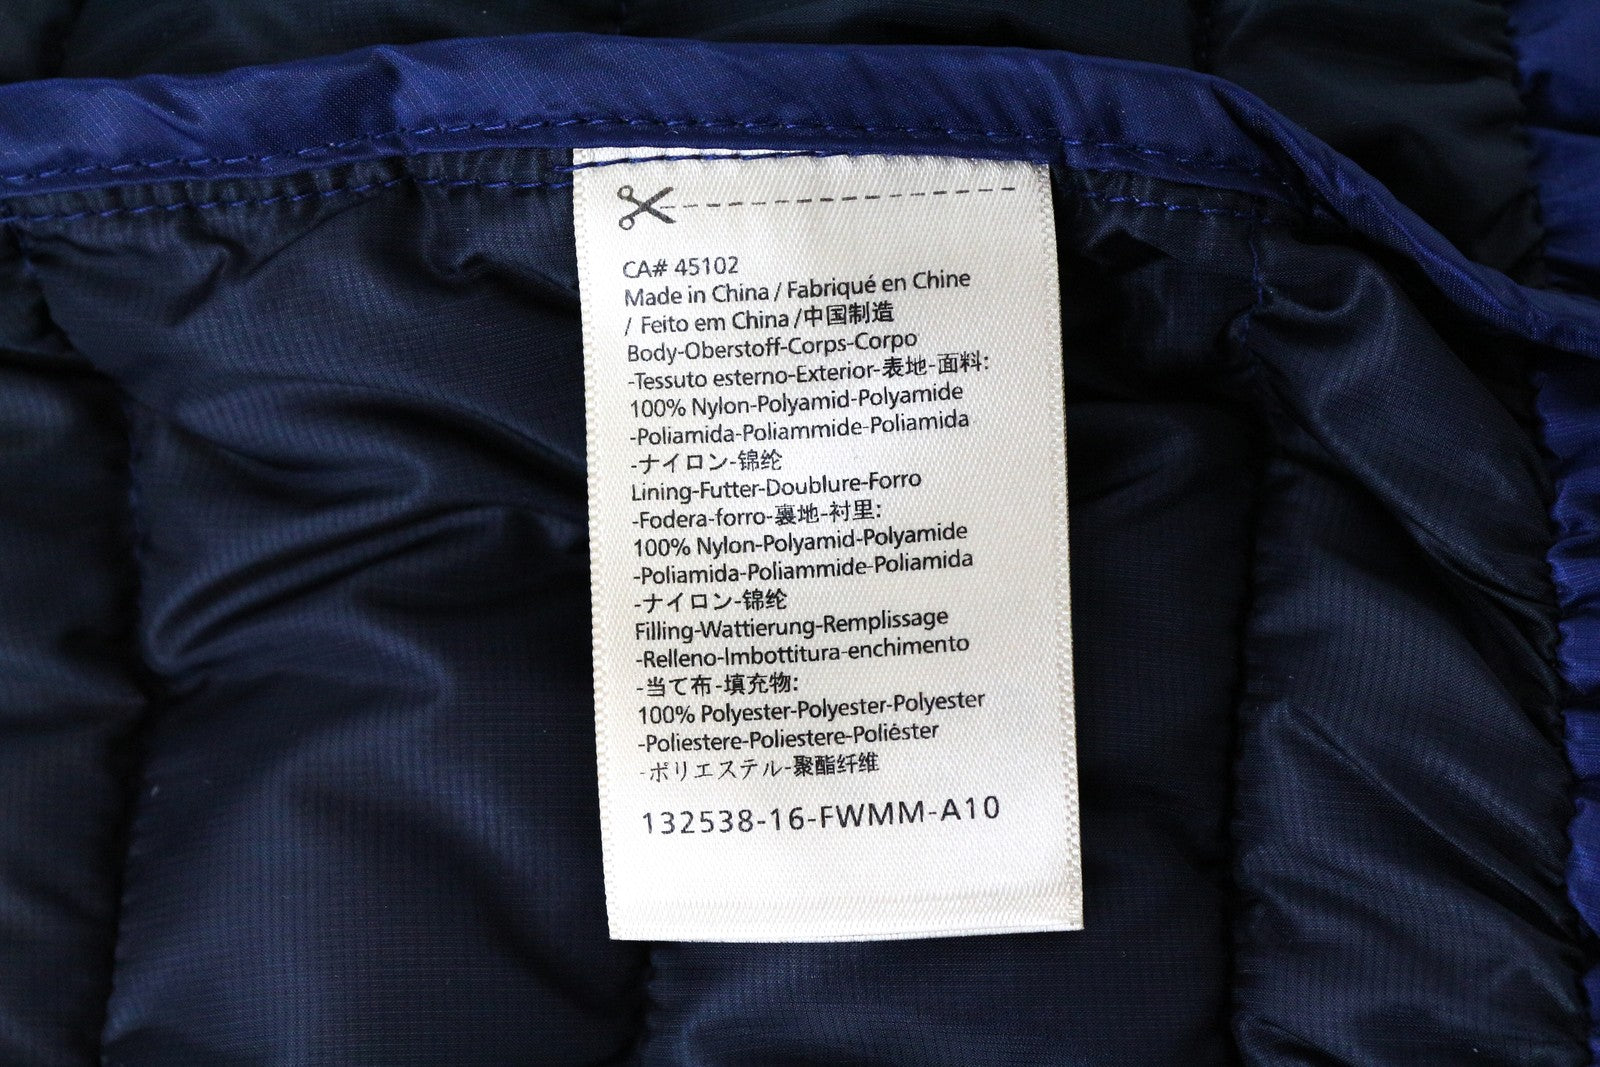 CA# 45102
Made in China / Fabriqué en Chine
/ Feito em China /中国制造
Body-Oberstoff-Corps-Corpo
-Tessuto esterno-Exterior-表地-面料:
100% Nylon-Polyamid-Polyamide
-Poliamida-Poliammide-Poliamida
-ナイロン-锦纶
Lining-Futter-Doublure-Forro
-Fodera-forro-裏地-衬里:
100% Nylon-Polyamid-Polyamide
-Poliamida-Poliammide-Poliamida
-ナイロン-锦纶
Filling-Wattierung-Remplissage
-Relleno-Imbottitura-enchimento
-当て布-填充物:
100% Polyester-Polyester-Polyester
-Poliestere-Poliestere-Poliéster
-ポリエステル-聚酯纤维
132538-16-FWMM-A10